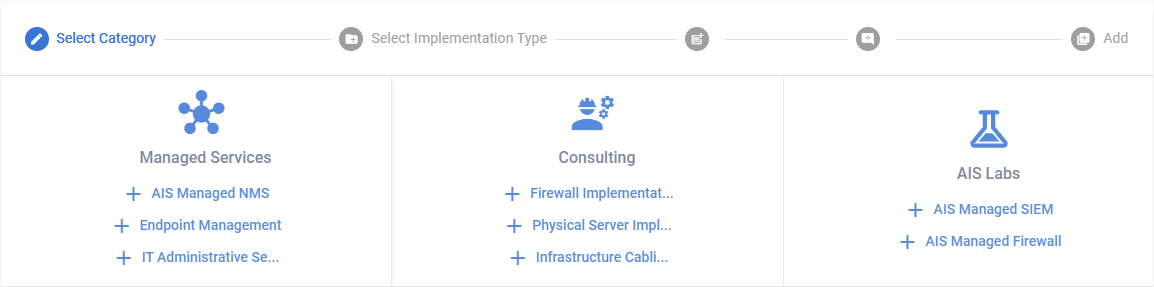 Select Category
Select Implementation Type
Add
Managed Services
AIS Managed NMS
Endpoint Management
IT Administrative Se...
Consulting
Firewall Implementat...
Physical Server Impl...
Infrastructure Cabli...
AIS Labs
AIS Managed SIEM
AIS Managed Firewall